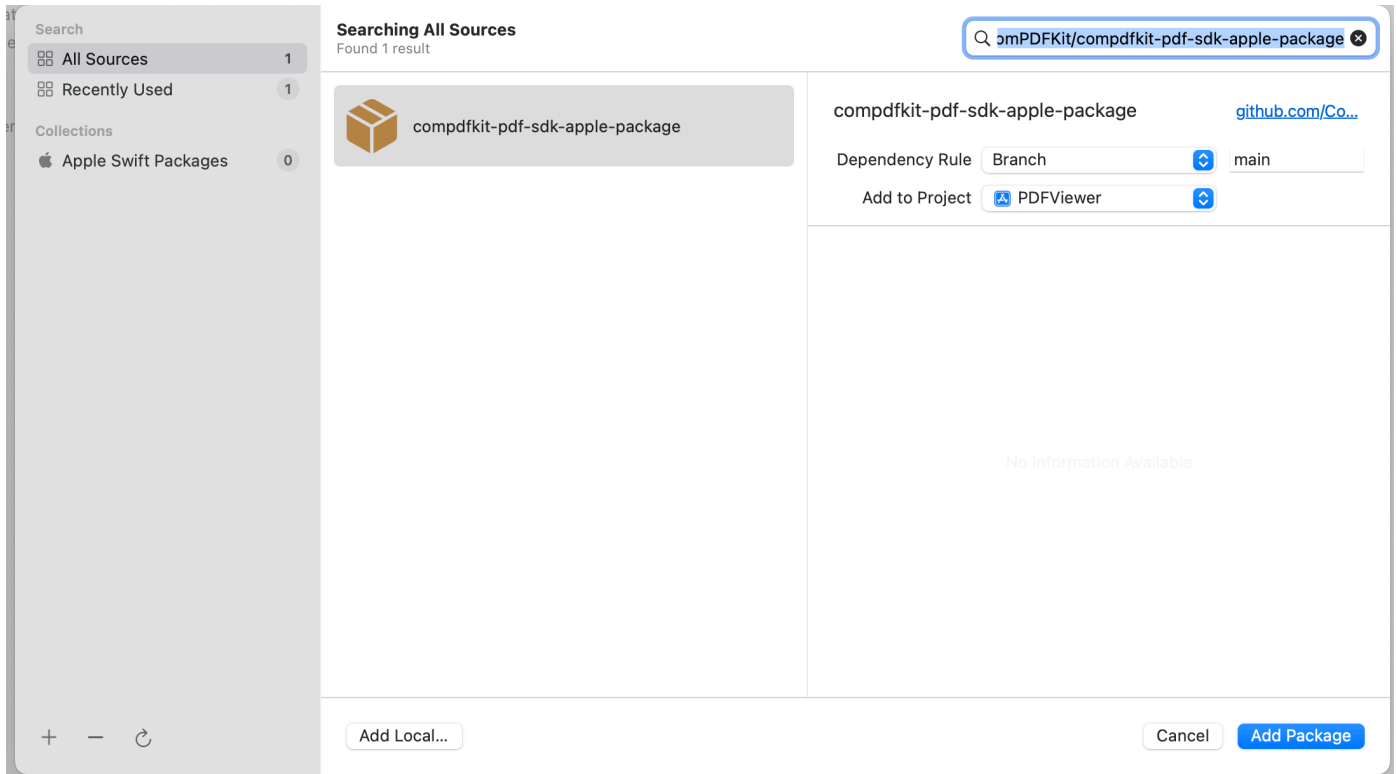 Search
All Sources 1
Recently Used 1
Collections
Apple Swift Packages 0
Searching All Sources
Found 1 result
omPDFKit/compdfkit-pdf-sdk-apple-package
compdfkit-pdf-sdk-apple-package
compdfkit-pdf-sdk-apple-package github.com/Co...
Dependency Rule Branch main
Add to Project PDFViewer
No Information Available
Add Local... Cancel Add Package